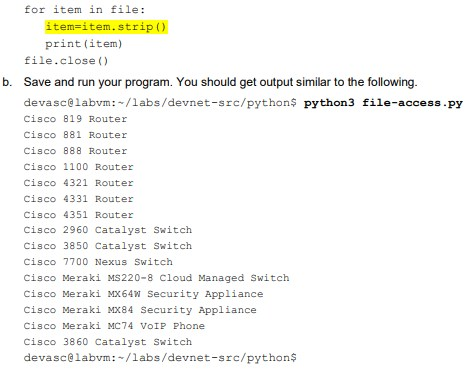 for item in file:
    item=item.strip()
    print(item)
file.close()
b. Save and run your program. You should get output similar to the following.
devasc@labvm:~/labs/devnet-src/python$ python3 file-access.py
Cisco 819 Router
Cisco 881 Router
Cisco 888 Router
Cisco 1100 Router
Cisco 4321 Router
Cisco 4331 Router
Cisco 4351 Router
Cisco 2960 Catalyst Switch
Cisco 3850 Catalyst Switch
Cisco 7700 Nexus Switch
Cisco Meraki MS220-8 Cloud Managed Switch
Cisco Meraki MX64W Security Appliance
Cisco Meraki MX84 Security Appliance
Cisco Meraki MC74 VoIP Phone
Cisco 3860 Catalyst Switch
devasc@labvm:~/labs/devnet-src/python$